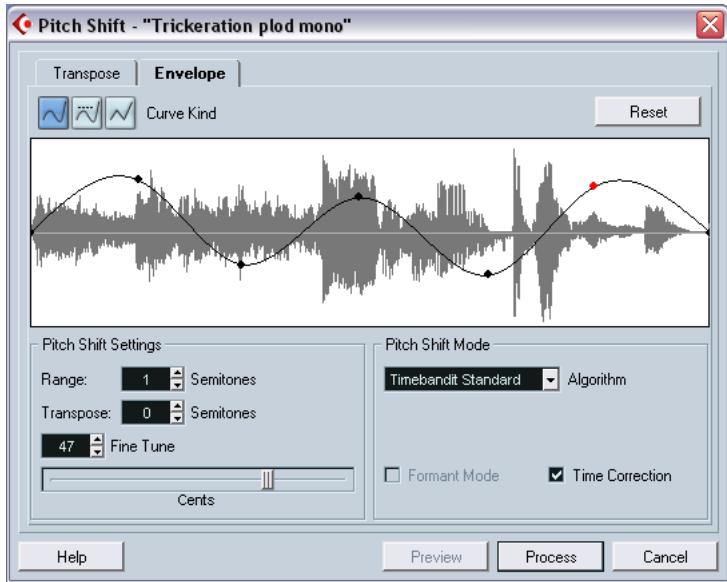 Pitch Shift - "Trickeration plod mono"
Transpose Envelope
Curve Kind Reset
Pitch Shift Settings Pitch Shift Mode
Range: 1 Semitones Timebandit Standard Algorithm
Transpose: 0 Semitones
47 Fine Tune
Formant Mode Time Correction
Cents
Help Preview Process Cancel